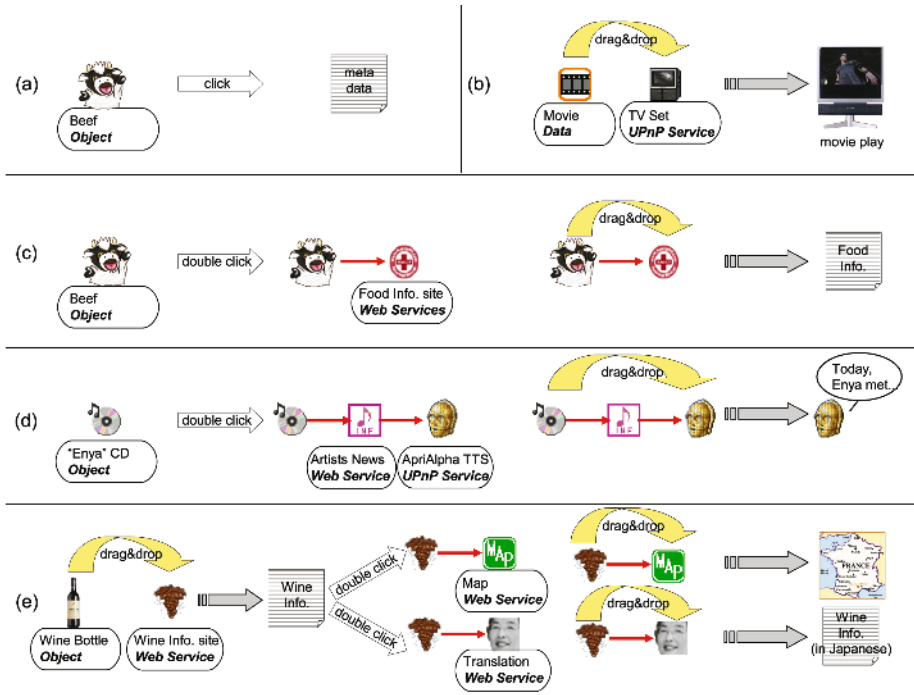 (a)
click
meta
data
Beef
Object
(b)
drag&drop
Movie
Data
TV Set
UPnP Service
movie play
(c)
Beef
Object
double click
Food Info. site
Web Services
drag&drop
Food
Info.
(d)
"Enya" CD
Object
double click
INF
Artists News
Web Service
ApriAlpha TTS
UPnP Service
drag&drop
INF
Today,
Enya met...
(e)
drag&drop
Wine Bottle
Object
Wine Info. site
Web Service
Wine
Info.
double click
double click
MAP
Map
Web Service
Translation
Web Service
drag&drop
MAP
drag&drop
FRANCE
Wine
Info.
(in Japanese)